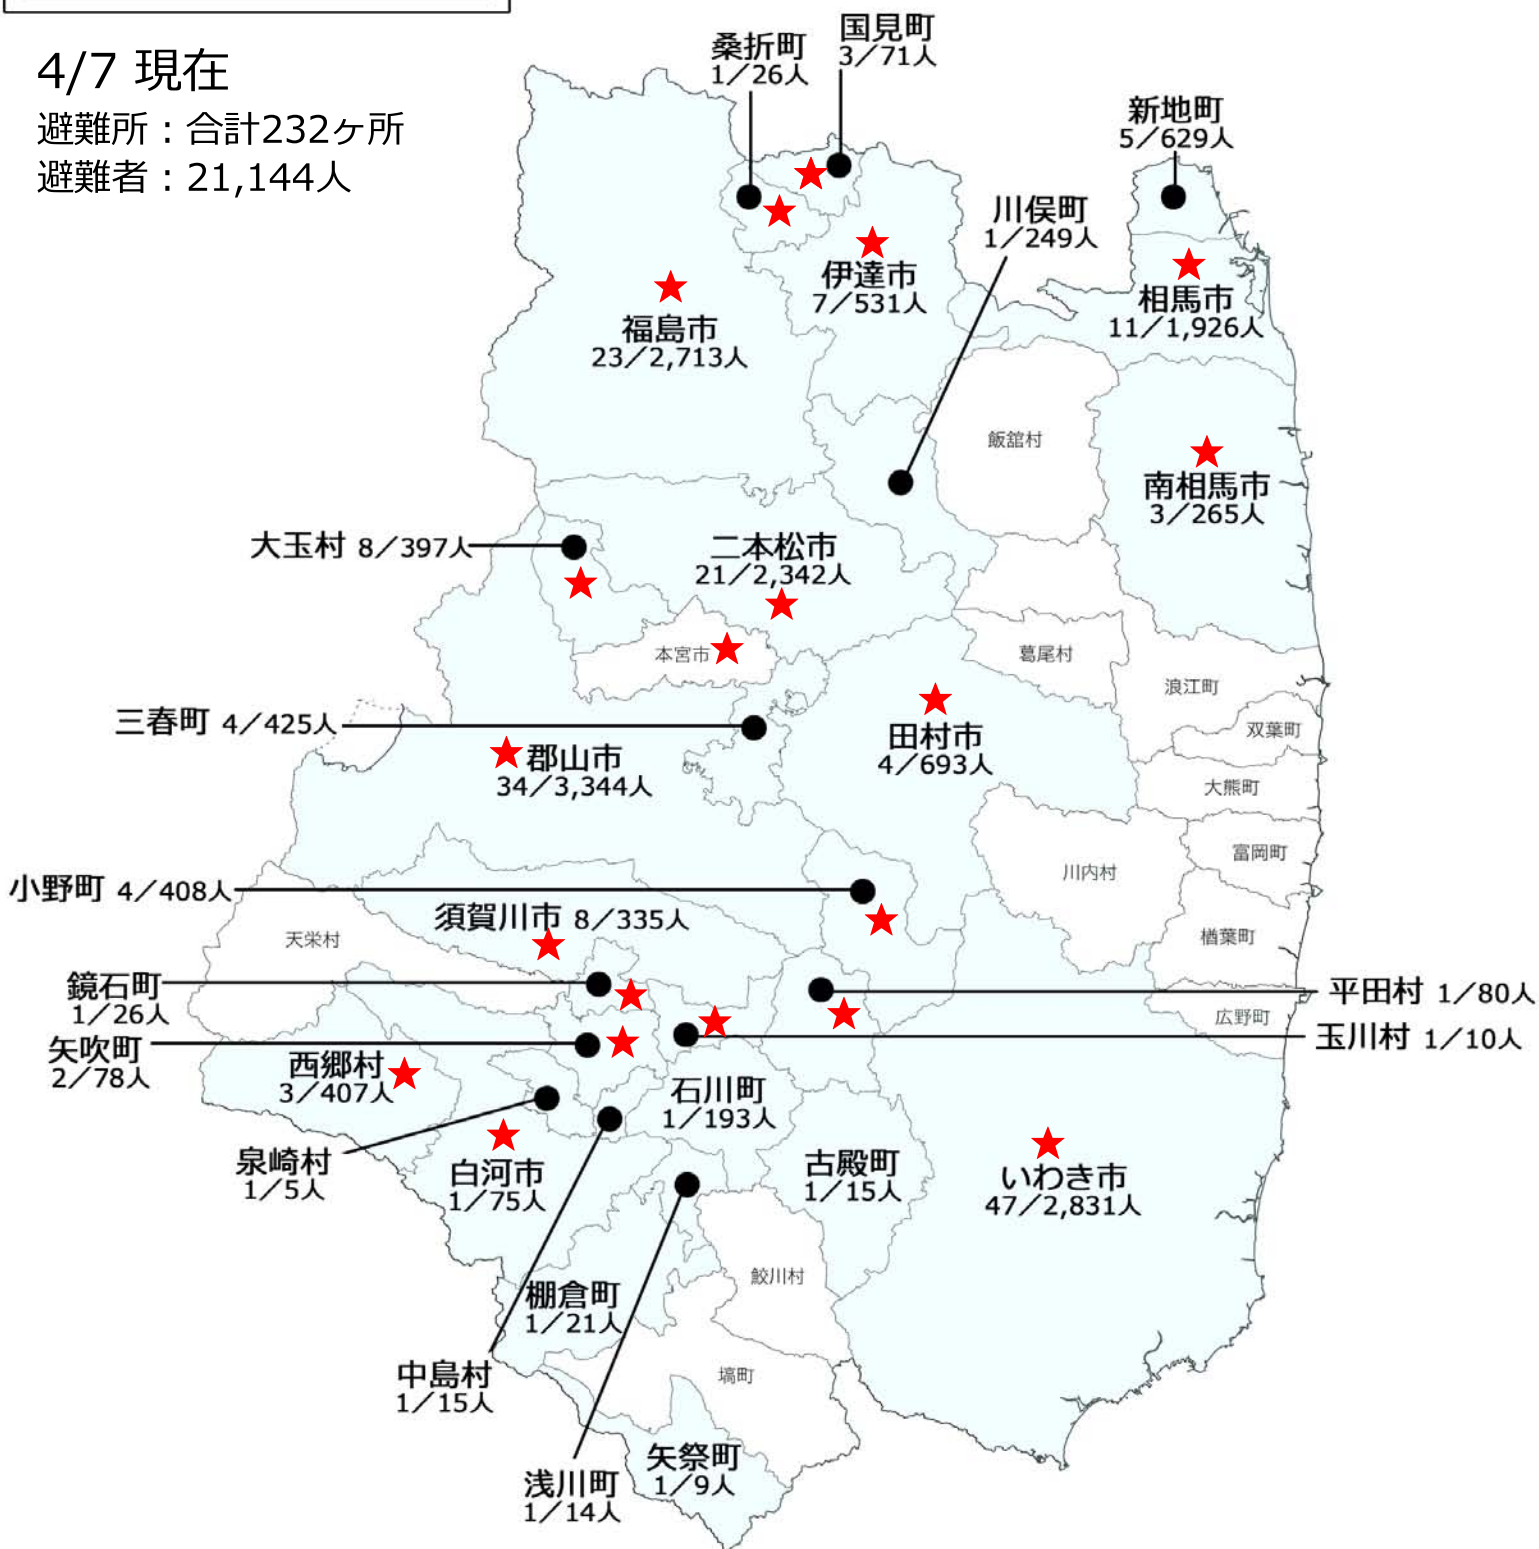 4/7 現在
避難所：合計232ヶ所
避難者：21,144人
桑折町
1／26人
国見町
3／71人
新地町
5／629人
川俣町
1／249人
伊達市
7／531人
相馬市
11／1,926人
福島市
23／2,713人
飯舘村
南相馬市
3／265人
大玉村 8／397人
二本松市
21／2,342人
本宮市
葛尾村
浪江町
三春町 4／425人
双葉町
郡山市
34／3,344人
田村市
4／693人
大熊町
富岡町
川内村
小野町 4／408人
須賀川市 8／335人
天栄村
楢葉町
鏡石町
1／26人
平田村 1／80人
広野町
矢吹町
2／78人
玉川村 1／10人
西郷村
3／407人
石川町
1／193人
泉崎村
1／5人
白河市
1／75人
古殿町
1／15人
いわき市
47／2,831人
鮫川村
棚倉町
1／21人
中島村
1／15人
塙町
矢祭町
1／9人
浅川町
1／14人